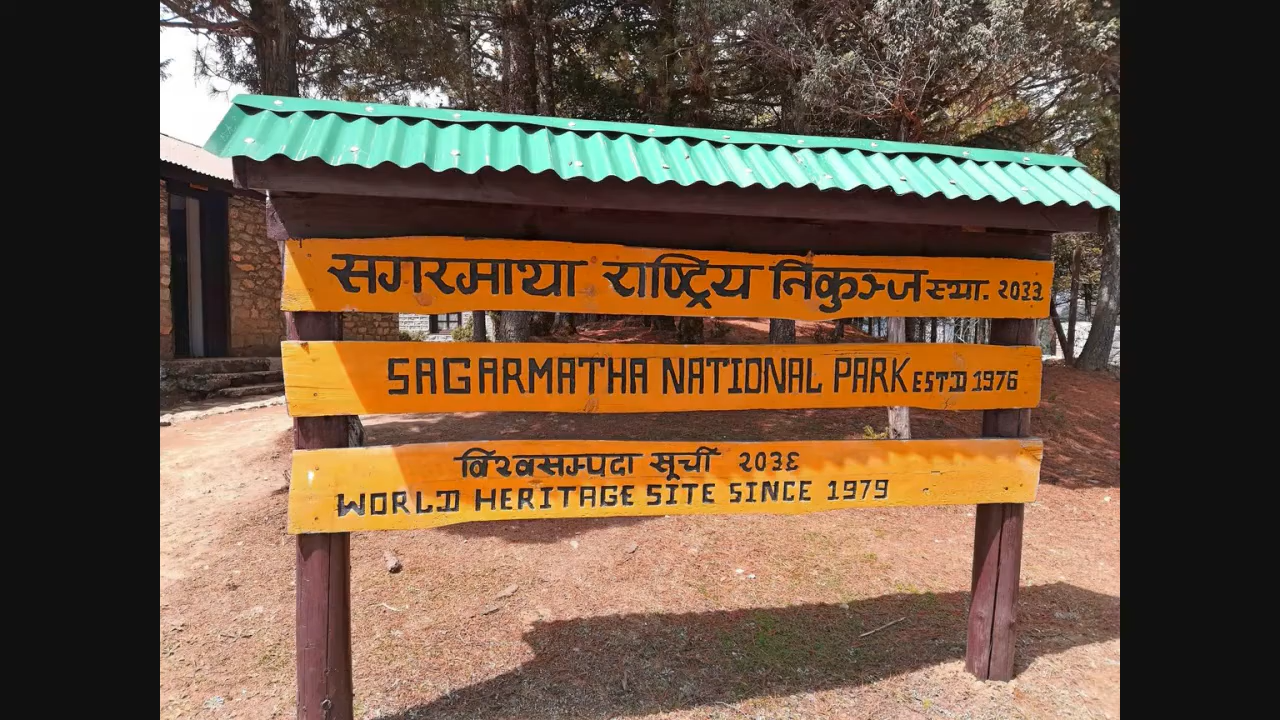 सगरमाथा राष्ट्रिय निकुञ्ज स्था. २०३३
SAGARMATHA NATIONAL PARK ESTD 1976
विश्वसम्पदा सूची २०३६
WORLD HERITAGE SITE SINCE 1979